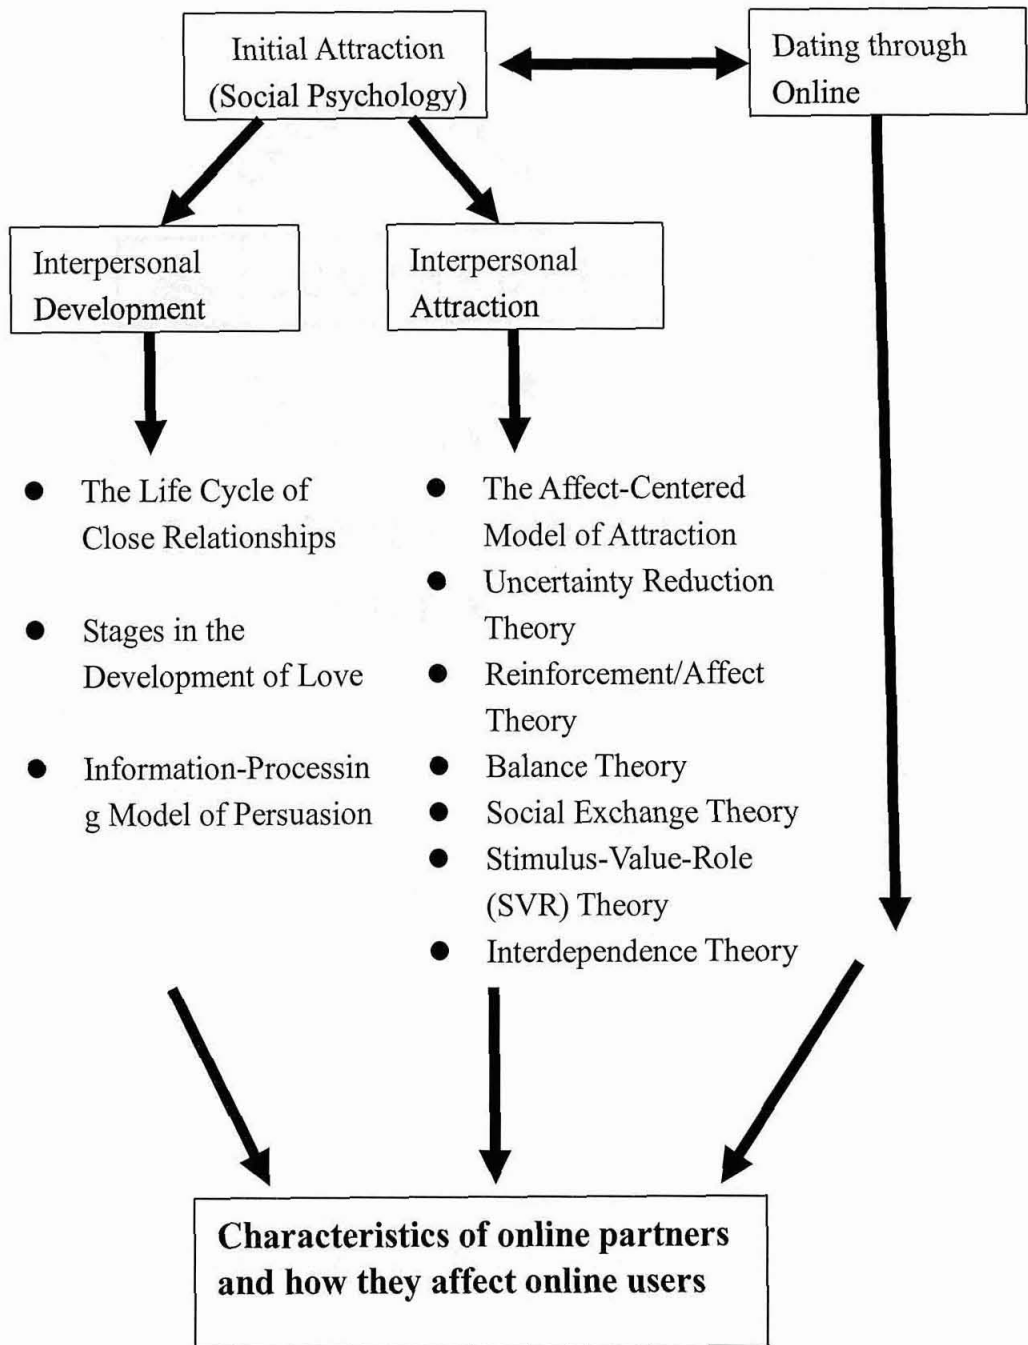 Initial Attraction
(Social Psychology)
Dating through
Online
Interpersonal
Development
Interpersonal
Attraction
● The Life Cycle of
Close Relationships
● Stages in the
Development of Love
● Information-Processin
g Model of Persuasion
● The Affect-Centered
Model of Attraction
● Uncertainty Reduction
Theory
● Reinforcement/Affect
Theory
● Balance Theory
● Social Exchange Theory
● Stimulus-Value-Role
(SVR) Theory
● Interdependence Theory
Characteristics of online partners
and how they affect online users